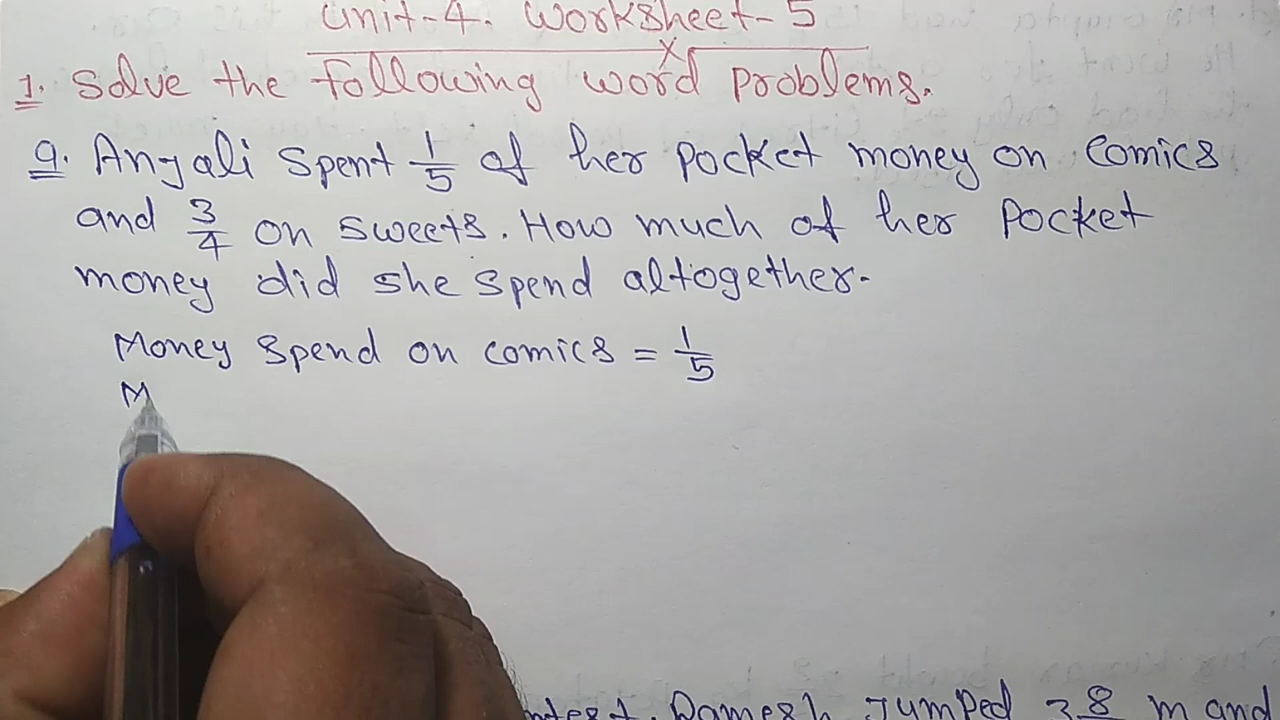 Unit-4. Worksheet-5
1. Solve the following word problems.
a. Anjali spent 1/5 of her pocket money on comics
and 3/4 on sweets. How much of her pocket
money did she spend altogether.
Money spend on comics = 1/5
M
Ramesh jumped 3 8 m and